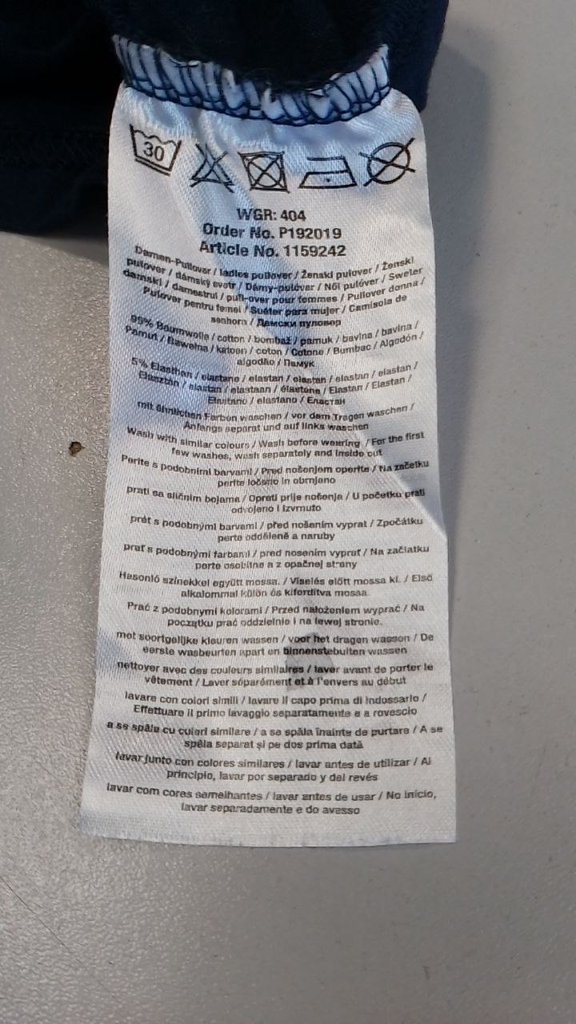 30
WGR: 404
Order No. P192019
Article No. 1159242
Damen-Pullover / ladies pullover / Ženski pulover / Ženski
pulover / dámský svetr / Dámy-pulóver / Női pulóver / Sweter
damski / damestrui / pull-over pour femmes / Pullover donna /
Pulover pentru femei / Suéter para mujer / Camisola de
senhora / Дамски пуловер
95% Baumwolle / cotton / bombaž / pamuk / bavlna / bavlna /
Pamut / Bawełna / katoen / coton / Cotone / Bumbac / Algodón /
algodão / Памук
5% Elasthan / elastane / elastan / elastan / elastan / elastan /
Elasztán / elastan / elastaan / élasthne / Elastan / Elastan /
Elastano / elastano / Еластан
mit ähnlichen Farben waschen / vor dem Tragen waschen /
Anfangs separat und auf links waschen
Wash with similar colours / Wash before wearing / For the first
few washes, wash separately and inside out
Perite s podobnimi barvami / Pred nošenjem operite / Na začetku
perite ločeno in obrnjeno
prati sa sličnim bojama / Oprati prije nošenja / U početku prati
odvojeno i izvrnuto
prát s podobnými barvami / před nošením vyprat / Zpočátku
perte odděleně a naruby
prať s podobnými farbami / pred nosením vyprať / Na začiatku
perte osobitne a z opačnej strany
Hasonló színekkel együtt mossa. / Viselés előtt mossa ki. / Első
alkalommal külön és kifordítva mossa.
Prać z podobnymi kolorami / Przed nałożeniem wyprać / Na
początku prać oddzielnie i na lewej stronie.
met soortgelijke kleuren wassen / voor het dragen wassen / De
eerste wasbeurten apart en binnenstebuiten wassen
nettoyer avec des couleurs similaires / laver avant de porter le
vêtement / Laver séparément et à l'envers au début
lavare con colori simili / lavare il capo prima di indossarlo /
Effettuare il primo lavaggio separatamente e a rovescio
a se spăla cu culori similare / a se spăla înainte de purtare / A se
spăla separat și pe dos prima dată
lavar junto con colores similares / lavar antes de utilizar / Al
principio, lavar por separado y del revés
lavar com cores semelhantes / lavar antes de usar / No início,
lavar separadamente e do avesso